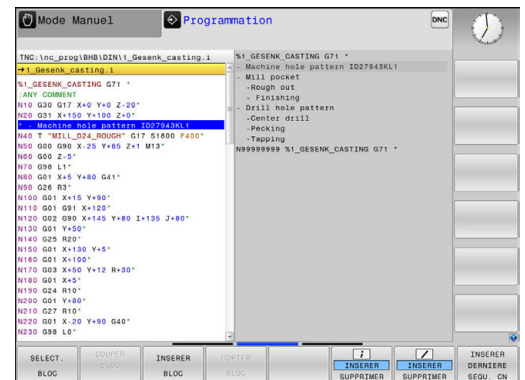 Mode Manuel
Programmation
DNC
TNC:\nc_prog\BHB\DIN\1_Gesenk_casting.i
→1_Gesenk_casting.i
%1_GESENK_CASTING G71 *
;ANY COMMENT
N10 G30 G17 X+0 Y+0 Z-20*
N20 G31 X+150 Y+100 Z+0*
* - Machine hole pattern ID27943KL1
N40 T "MILL_D24_ROUGH" G17 S1800 F400*
N50 G00 G90 X-25 Y+65 Z+1 M13*
N60 G00 Z-5*
N70 G98 L1*
N80 G01 X+5 Y+80 G41*
N90 G26 R3*
N100 G01 X+15 Y+90*
N110 G01 G91 X+120*
N120 G02 G90 X+145 Y+80 I+135 J+80*
N130 G01 Y+50*
N140 G25 R20*
N150 G01 X+130 Y+5*
N160 G01 X+100*
N170 G03 X+50 Y+12 R+30*
N180 G01 X+5*
N190 G24 R10*
N200 G01 Y+80*
N210 G27 R10*
N220 G01 X-20 Y+90 G40*
N230 G98 L0*
%1_GESENK_CASTING G71 *
- Machine hole pattern ID27943KL1
- Mill pocket
-Rough out
- Finishing
- Drill hole pattern
-Center drill
-Pecking
-Tapping
N99999999 %1_GESENK_CASTING G71 *
SELECT.
BLOC
COUPER
BLOC
INSERER
BLOC
COPIER
BLOC
;
INSERER
SUPPRIMER
/
INSERER
SUPPRIMER
INSERER
DERNIERE
SEQU. CN